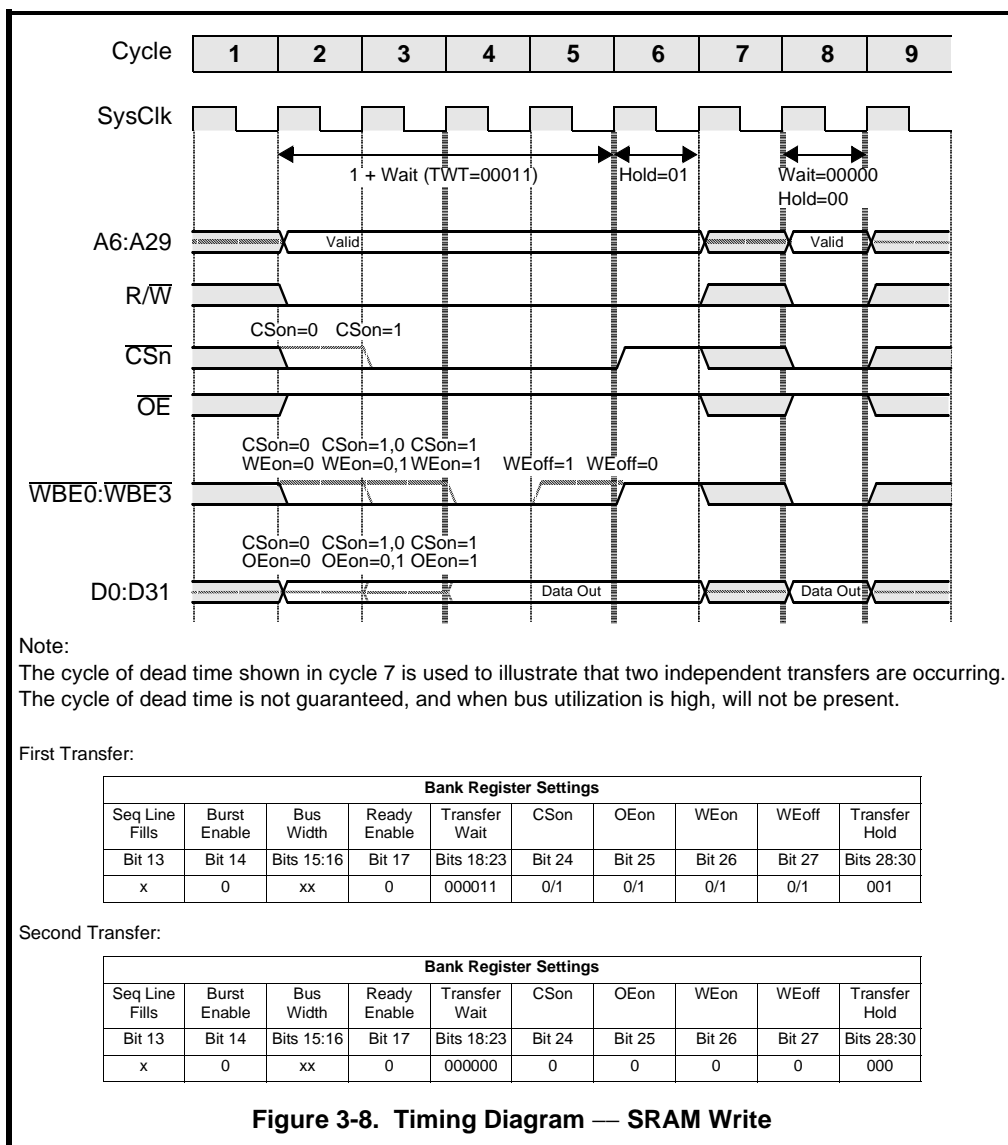 Cycle 1 2 3 4 5 6 7 8 9
SysClk
1 + Wait (TWT=00011) Hold=01 Wait=00000
Hold=00
A6:A29 Valid Valid
R/W
CSon=0 CSon=1
CSn
OE
CSon=0 CSon=1,0 CSon=1
WEon=0 WEon=0,1 WEon=1 WEoff=1 WEoff=0
WBE0:WBE3
CSon=0 CSon=1,0 CSon=1
OEon=0 OEon=0,1 OEon=1
D0:D31 Data Out Data Out
Note:
The cycle of dead time shown in cycle 7 is used to illustrate that two independent transfers are occurring.
The cycle of dead time is not guaranteed, and when bus utilization is high, will not be present.
First Transfer:
Bank Register Settings
Seq Line Fills Burst Enable Bus Width Ready Enable Transfer Wait CSon OEon WEon WEoff Transfer Hold
Bit 13 Bit 14 Bits 15:16 Bit 17 Bits 18:23 Bit 24 Bit 25 Bit 26 Bit 27 Bits 28:30
x 0 xx 0 000011 0/1 0/1 0/1 0/1 001
Second Transfer:
Bank Register Settings
Seq Line Fills Burst Enable Bus Width Ready Enable Transfer Wait CSon OEon WEon WEoff Transfer Hold
Bit 13 Bit 14 Bits 15:16 Bit 17 Bits 18:23 Bit 24 Bit 25 Bit 26 Bit 27 Bits 28:30
x 0 xx 0 000000 0 0 0 0 000
Figure 3-8. Timing Diagram — SRAM Write